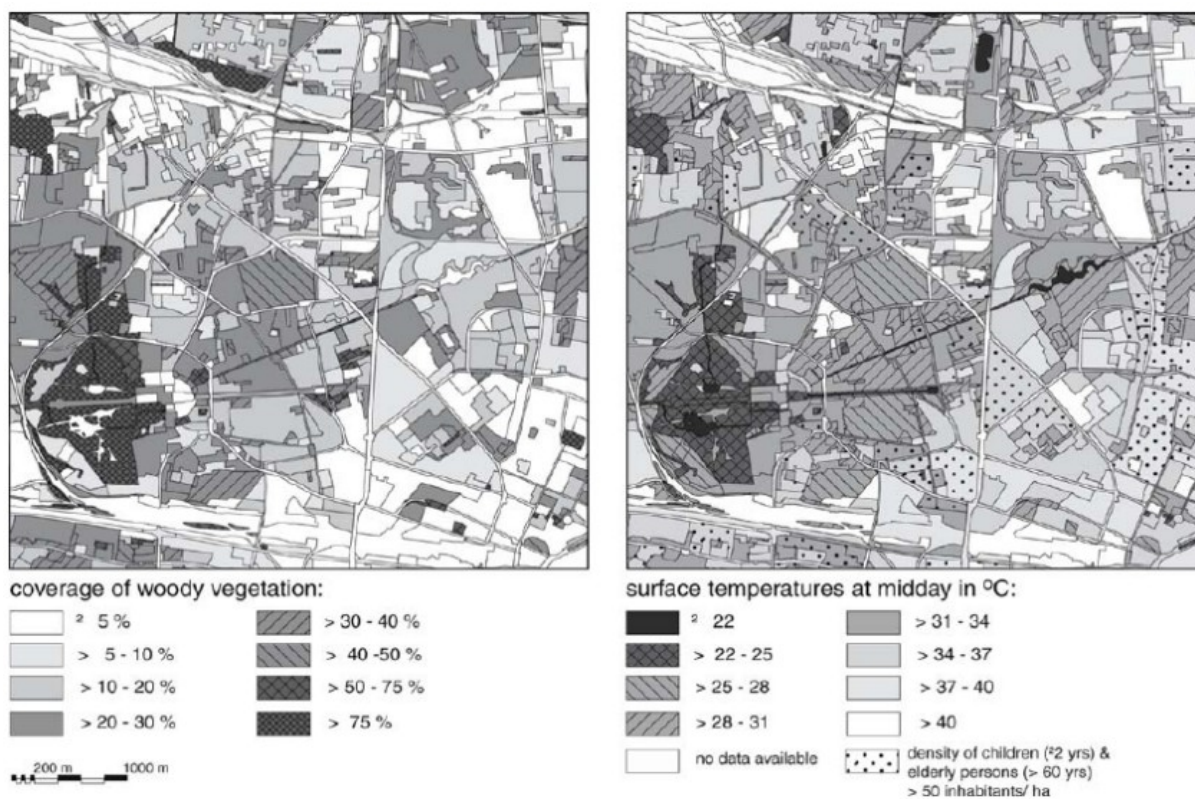 coverage of woody vegetation:
² 5 %
> 5 - 10 %
> 10 - 20 %
> 20 - 30 %
> 30 - 40 %
> 40 -50 %
> 50 - 75 %
> 75 %
200 m 1000 m
surface temperatures at midday in ºC:
² 22
> 22 - 25
> 25 - 28
> 28 - 31
no data available
> 31 - 34
> 34 - 37
> 37 - 40
> 40
density of children (²2 yrs) &
elderly persons (> 60 yrs)
> 50 inhabitants/ ha